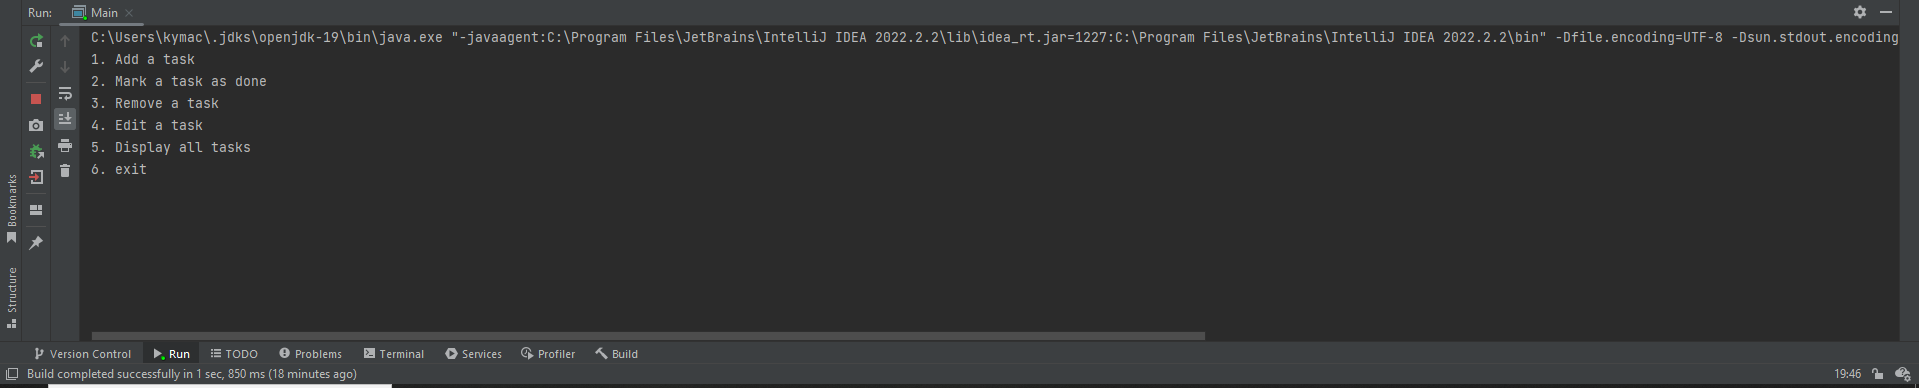 Run: Main
C:\Users\kymac\.jdks\openjdk-19\bin\java.exe "-javaagent:C:\Program Files\JetBrains\IntelliJ IDEA 2022.2.2\lib\idea_rt.jar=1227:C:\Program Files\JetBrains\IntelliJ IDEA 2022.2.2\bin" -Dfile.encoding=UTF-8 -Dsun.stdout.encoding
1. Add a task
2. Mark a task as done
3. Remove a task
4. Edit a task
5. Display all tasks
6. exit
Bookmarks
Structure
Version Control Run TODO Problems Terminal Services Profiler Build
Build completed successfully in 1 sec, 850 ms (18 minutes ago) 19:46